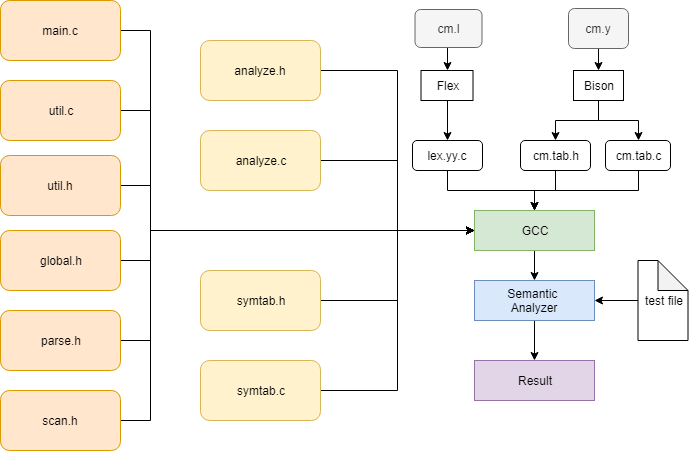 main.c
util.c
util.h
global.h
parse.h
scan.h
analyze.h
analyze.c
symtab.h
symtab.c
cm.l
cm.y
Flex
Bison
lex.yy.c
cm.tab.h
cm.tab.c
GCC
Semantic
Analyzer
test file
Result